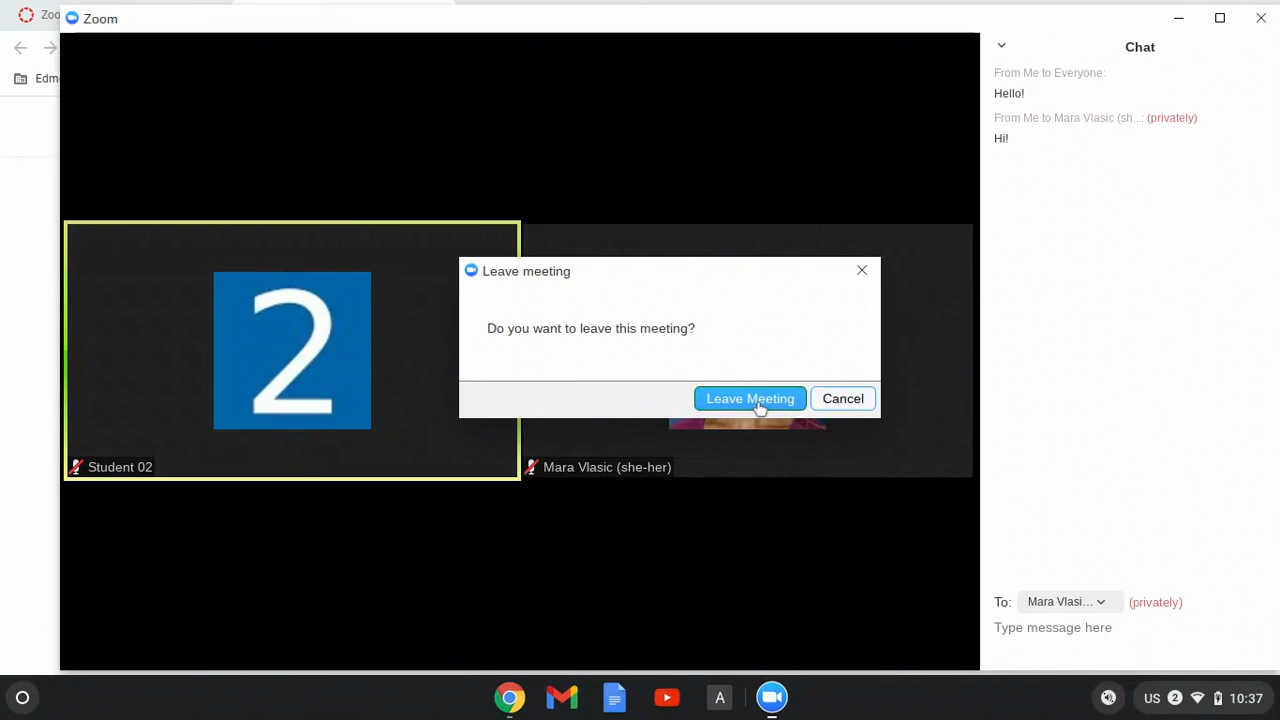 Zoo
Zoom
Edm
Chat
From Me to Everyone:
Hello!
From Me to Mara Vlasic (sh...: (privately)
Hi!
2
Leave meeting
Do you want to leave this meeting?
Leave Meeting
Cancel
Student 02
Mara Vlasic (she-her)
To: Mara Vlasi... (privately)
Type message here
A
US 2 10:37